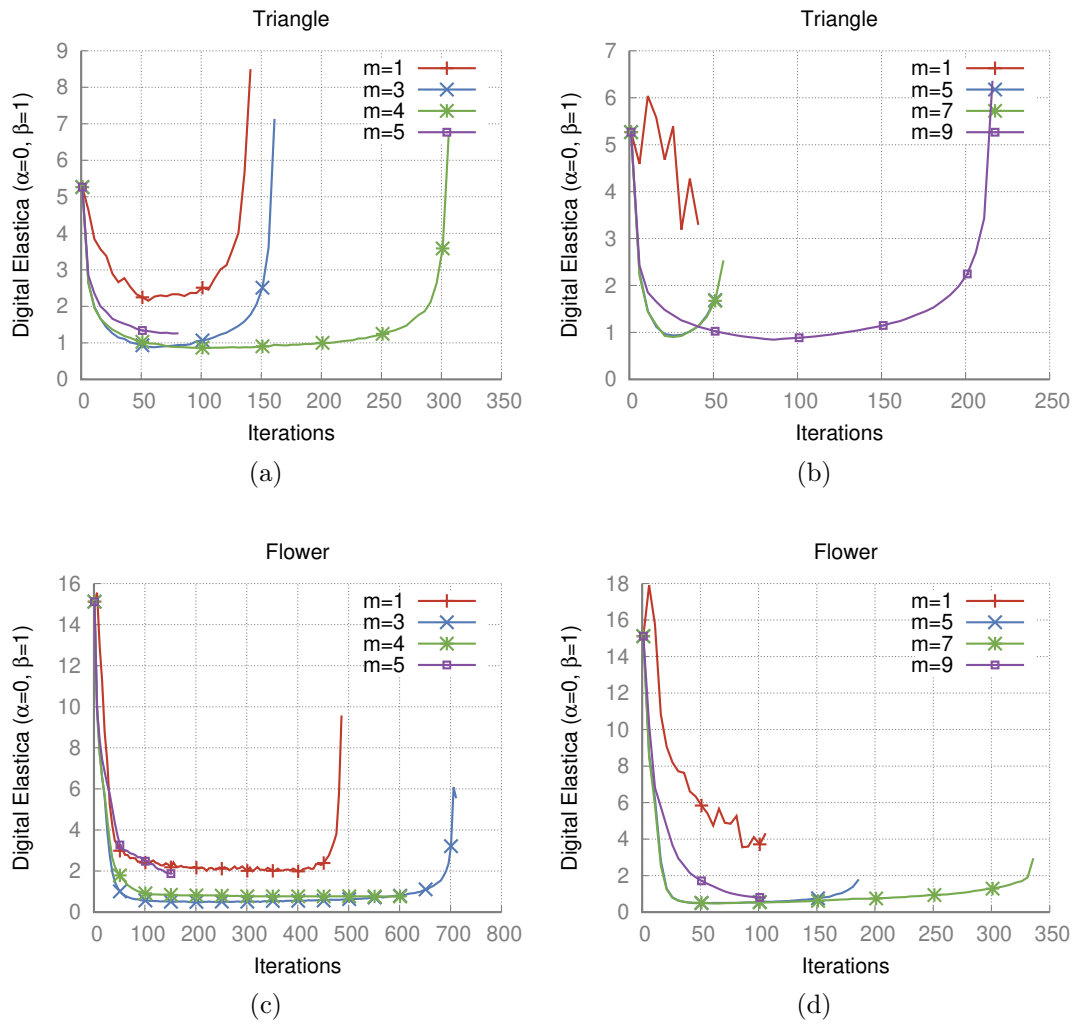 Triangle
Digital Elastica (α=0, β=1)
9
8
7
6
5
4
3
2
1
0
m=1
m=3
m=4
m=5
0 50 100 150 200 250 300 350
Iterations
(a)
Triangle
Digital Elastica (α=0, β=1)
7
6
5
4
3
2
1
0
m=1
m=5
m=7
m=9
0 50 100 150 200 250
Iterations
(b)
Flower
Digital Elastica (α=0, β=1)
16
14
12
10
8
6
4
2
0
m=1
m=3
m=4
m=5
0 100 200 300 400 500 600 700 800
Iterations
(c)
Flower
Digital Elastica (α=0, β=1)
18
16
14
12
10
8
6
4
2
0
m=1
m=5
m=7
m=9
0 50 100 150 200 250 300 350
Iterations
(d)